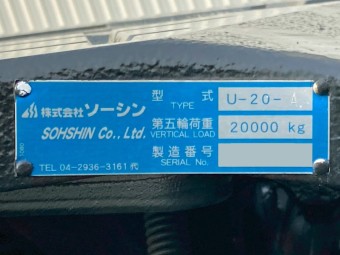 株式会社ソーシン
SOHSHIN Co., Ltd.
TEL 04-2936-3161 代
型 式 U-20-
TYPE
第五輪荷重 20000 kg
VERTICAL LOAD
製造番号
SERIAL No.